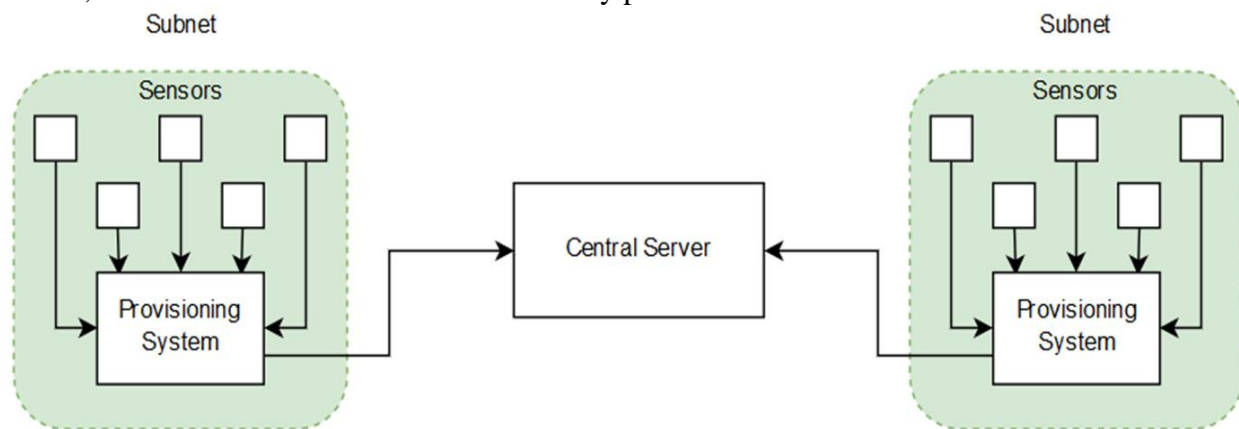 Subnet
Subnet
Sensors
Sensors
Central Server
Provisioning
System
Provisioning
System